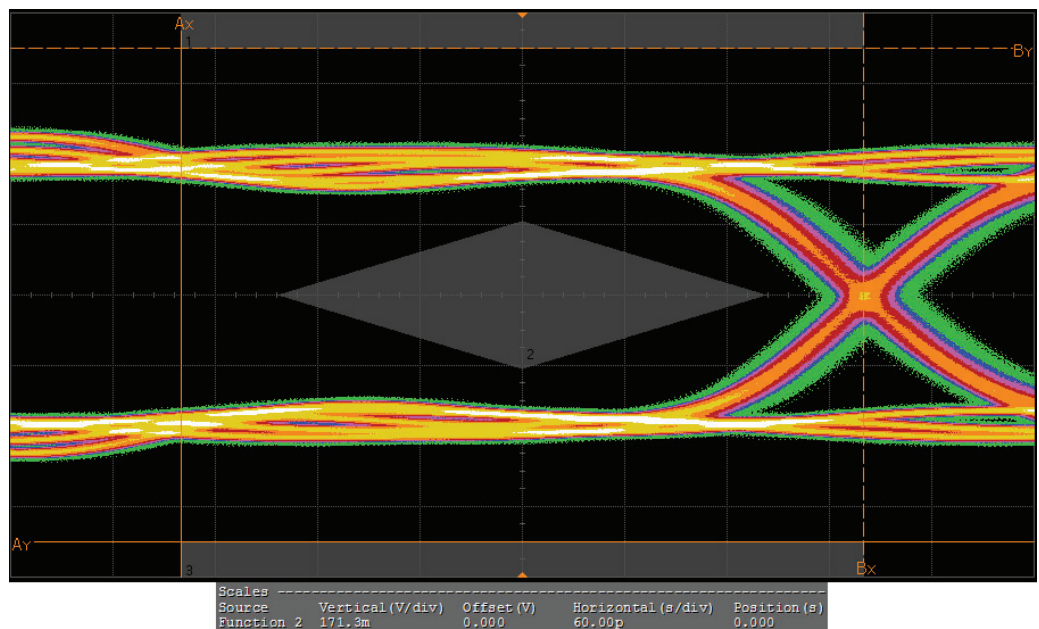 Ax
1
BY
2
AY
3
Bx
Scales
Source Vertical(V/div) Offset(V) Horizontal(s/div) Position(s)
Function 2 171.3m 0.000 60.00p 0.000